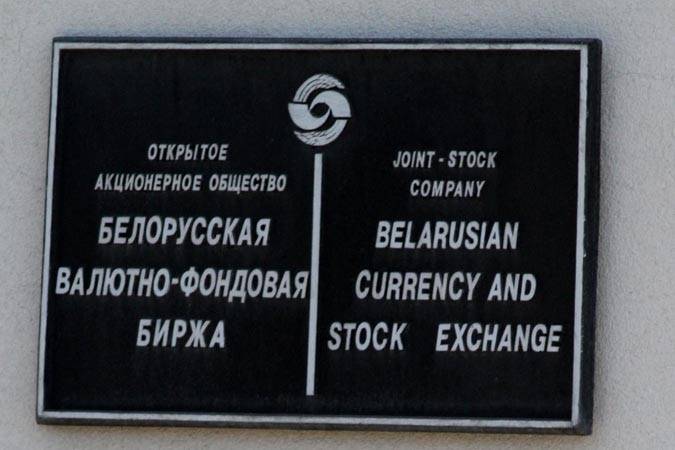 ОТКРЫТОЕ
АКЦИОНЕРНОЕ ОБЩЕСТВО
БЕЛОРУССКАЯ
ВАЛЮТНО-ФОНДОВАЯ
БИРЖА
JOINT - STOCK
COMPANY
BELARUSIAN
CURRENCY AND
STOCK EXCHANGE